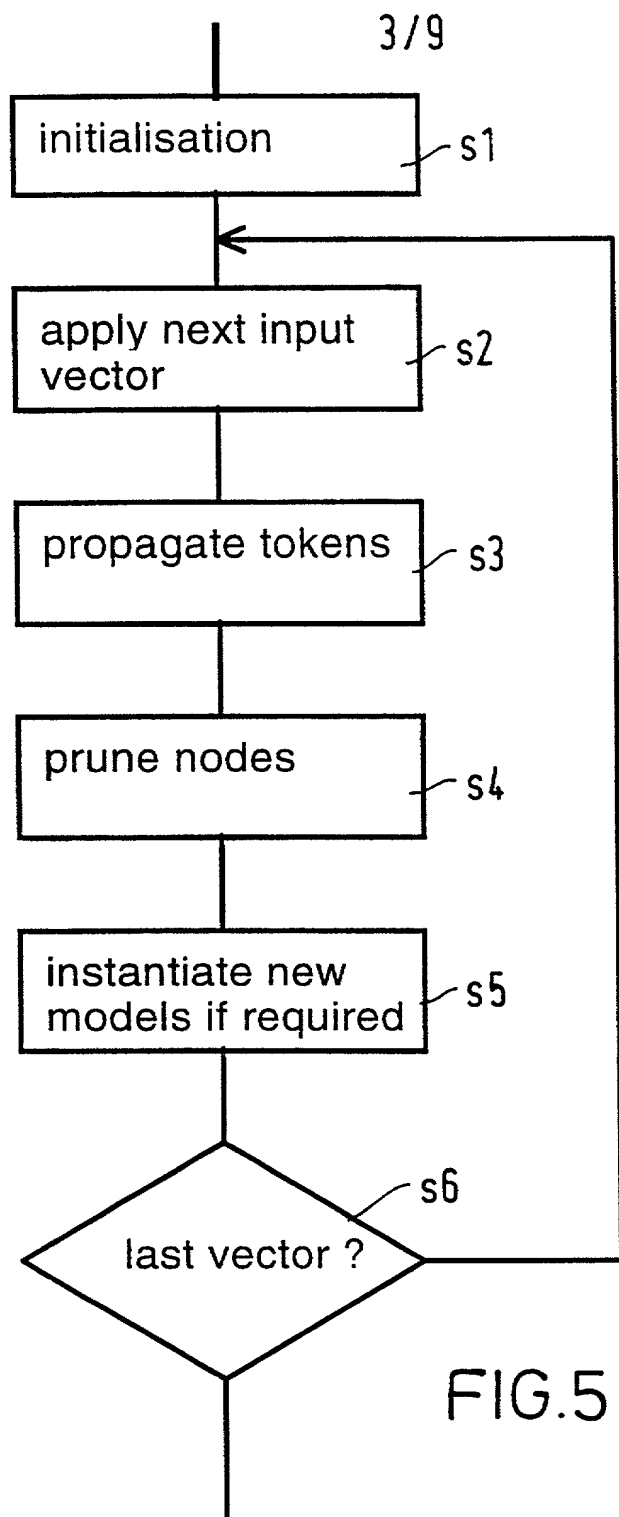 3/9
initialisation
s1
apply next input
vector
s2
propagate tokens
s3
prune nodes
s4
instantiate new
models if required
s5
s6
last vector ?
FIG.5